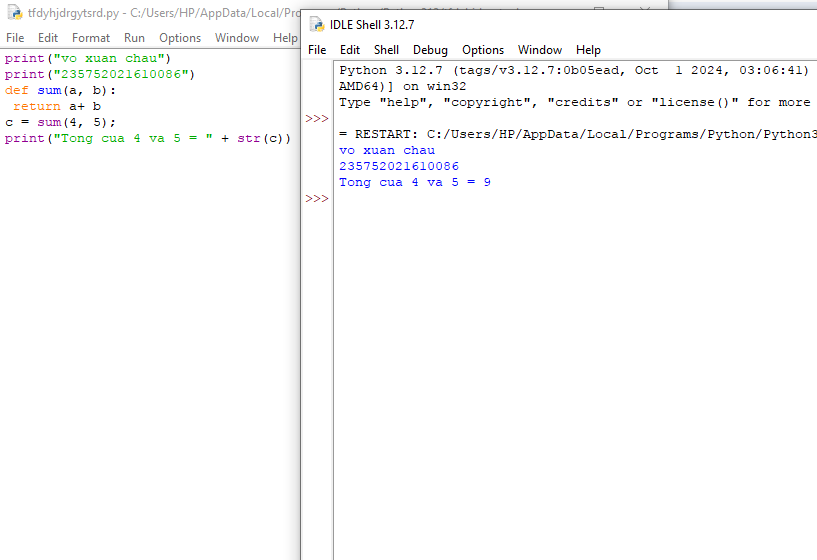 tfdyhjdrgytsrd.py - C:/Users/HP/AppData/Local/Pro
File Edit Format Run Options Window Help
print("vo xuan chau")
print("235752021610086")
def sum(a, b):
 return a+ b
c = sum(4, 5);
print("Tong cua 4 va 5 = " + str(c))
IDLE Shell 3.12.7
File Edit Shell Debug Options Window Help
Python 3.12.7 (tags/v3.12.7:0b05ead, Oct  1 2024, 03:06:41)
AMD64)] on win32
Type "help", "copyright", "credits" or "license()" for more
>>>
= RESTART: C:/Users/HP/AppData/Local/Programs/Python/Python3
vo xuan chau
235752021610086
Tong cua 4 va 5 = 9
>>>